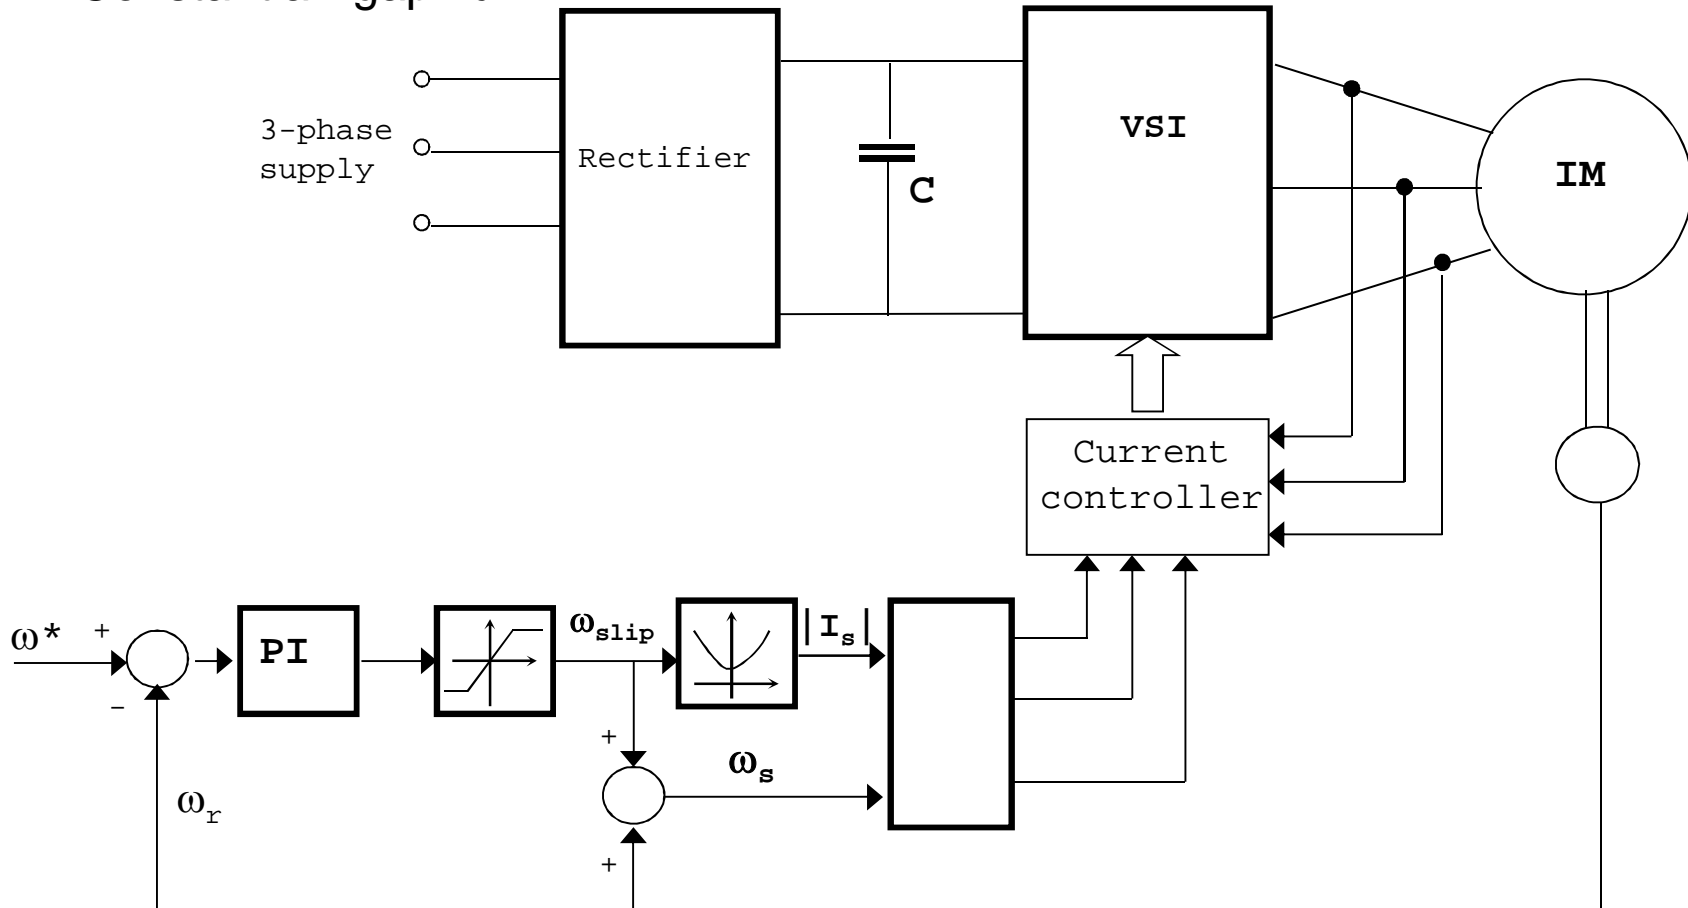 3-phase
supply
Rectifier
C
VSI
IM
Current
controller
ω*
+
-
PI
ωslip
|Is|
+
ωs
+
ωr